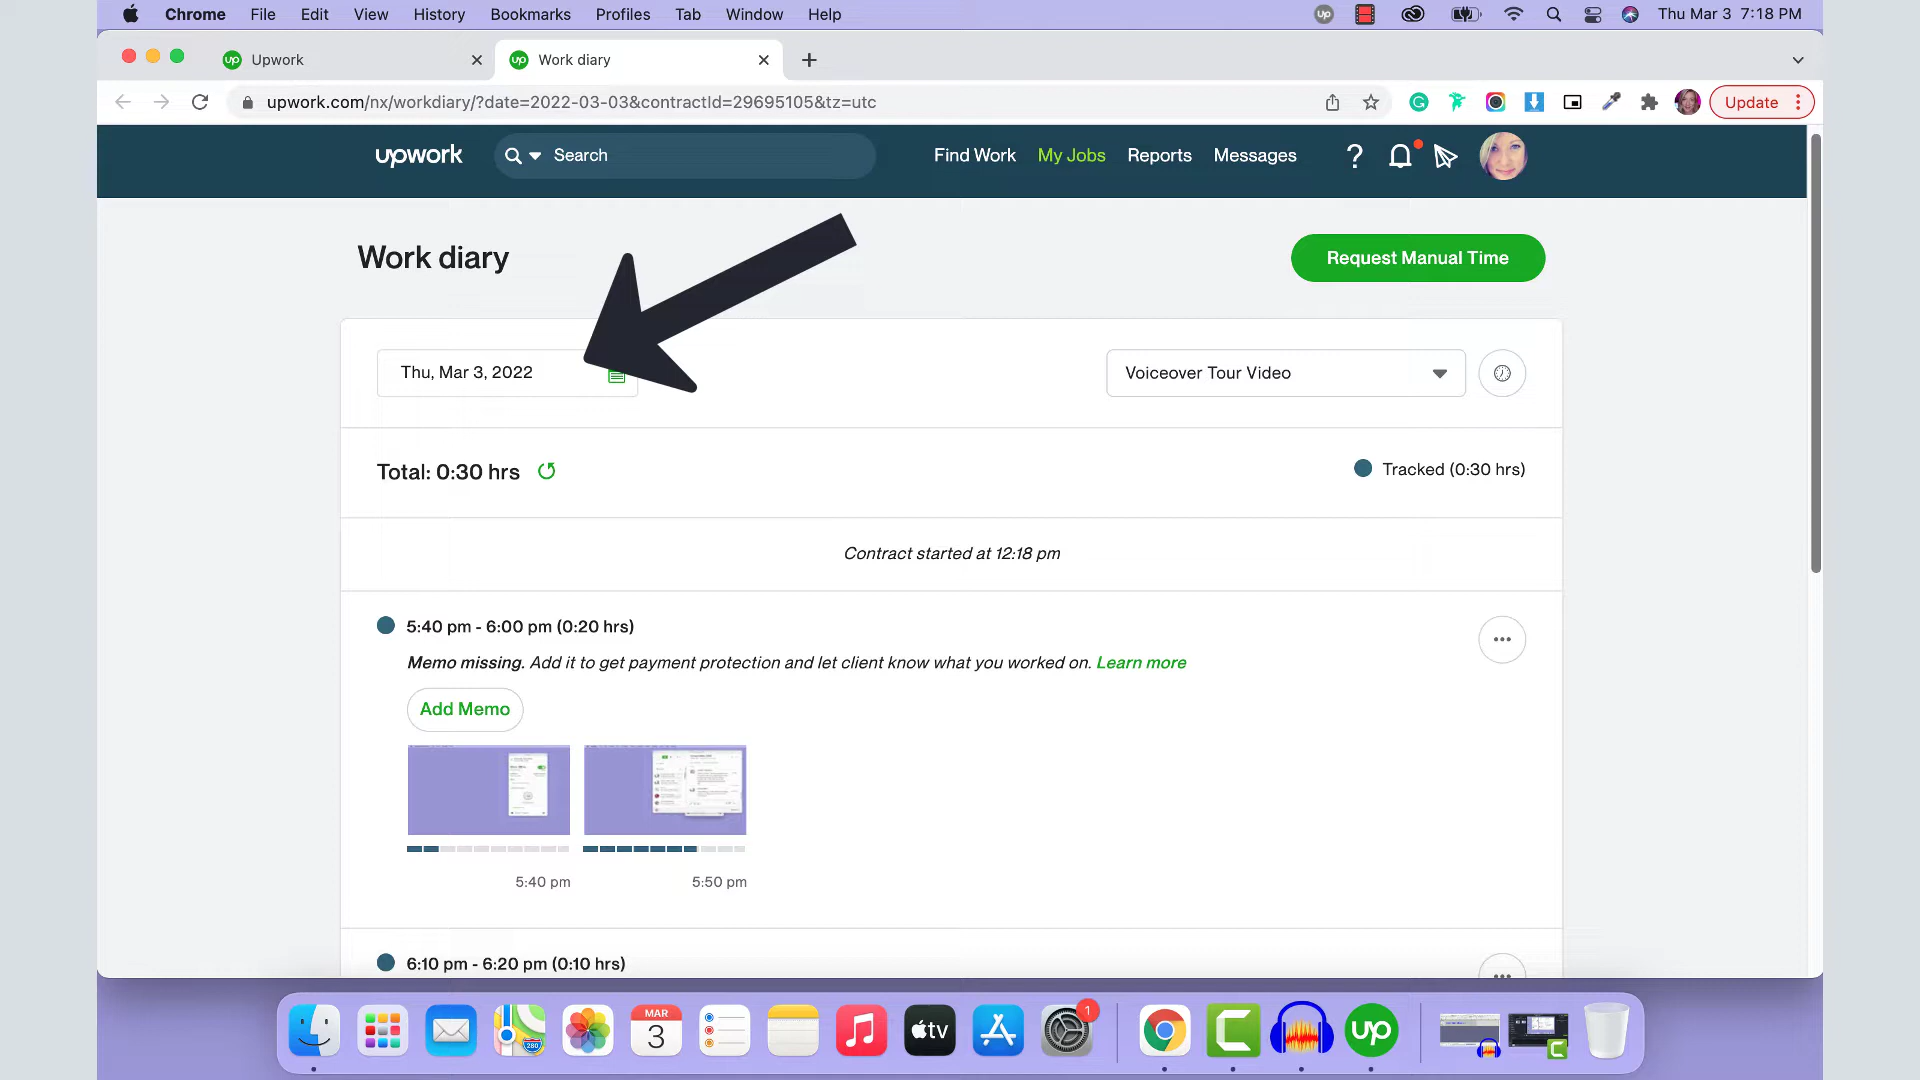 Chrome File Edit View History Bookmarks Profiles Tab Window Help
up
Thu Mar 3 7:18 PM
up Upwork
up Work diary
upwork.com/nx/workdiary/?date=2022-03-03&contractId=29695105&tz=utc
Update
upwork
Search
Find Work My Jobs Reports Messages
?
Work diary
Request Manual Time
Thu, Mar 3, 2022
Voiceover Tour Video
Total: 0:30 hrs
Tracked (0:30 hrs)
Contract started at 12:18 pm
5:40 pm - 6:00 pm (0:20 hrs)
Memo missing. Add it to get payment protection and let client know what you worked on. Learn more
Add Memo
5:40 pm
5:50 pm
6:10 pm - 6:20 pm (0:10 hrs)
280
MAR
3
tv
1
up